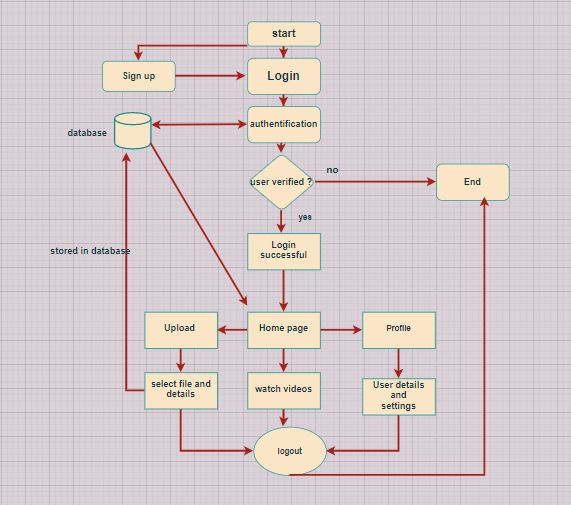 start
Sign up
Login
database
authentification
user verified ?
no
End
yes
stored in database
Login
successful
Upload
Home page
Profile
select file and
details
watch videos
User details
and
settings
logout